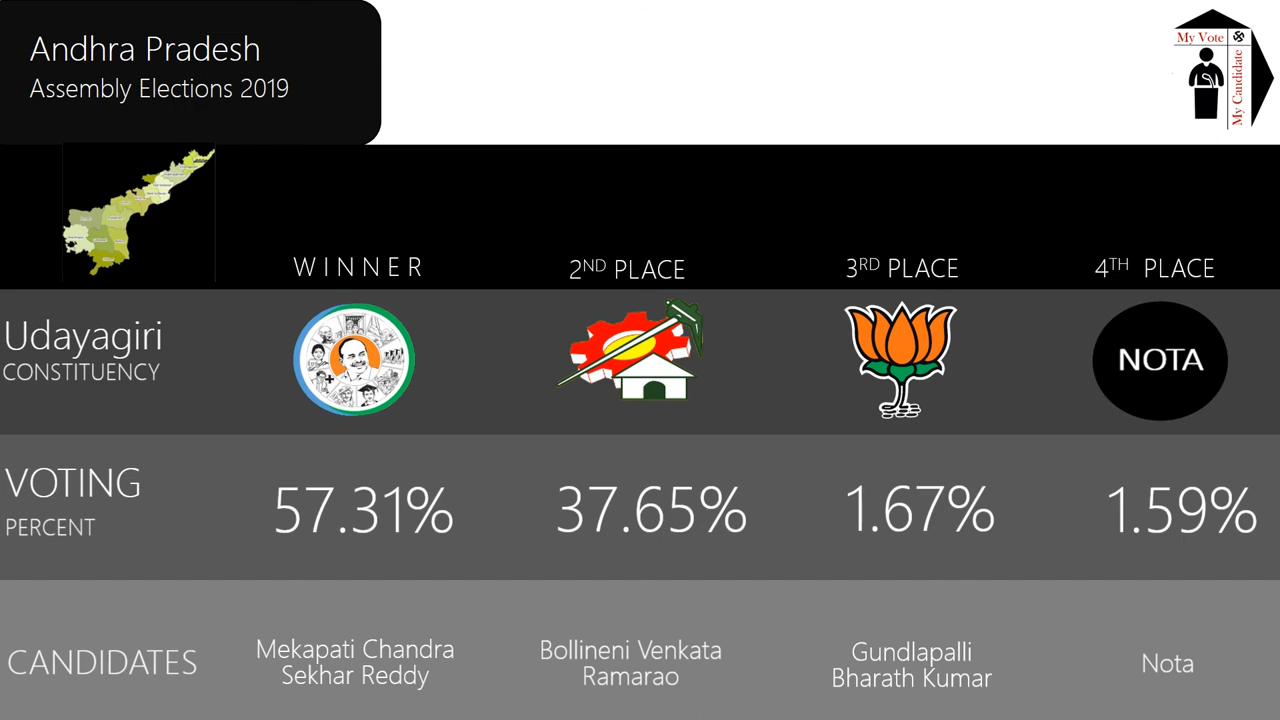 Andhra Pradesh
Assembly Elections 2019
My Vote
My Candidate
WINNER
2ND PLACE
3RD PLACE
4TH PLACE
Udayagiri
CONSTITUENCY
NOTA
VOTING
PERCENT
57.31%
37.65%
1.67%
1.59%
CANDIDATES
Mekapati Chandra
Sekhar Reddy
Bollineni Venkata
Ramarao
Gundlapalli
Bharath Kumar
Nota